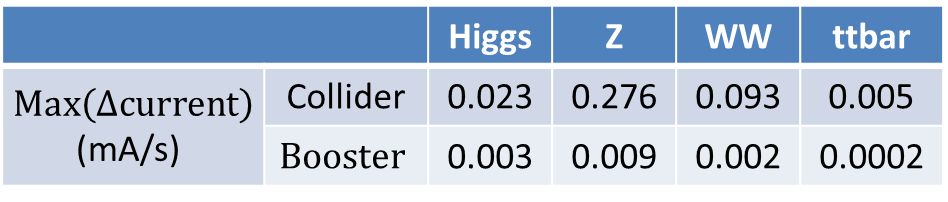 Higgs Z WW ttbar
Max(Δcurrent) Collider 0.023 0.276 0.093 0.005
(mA/s) Booster 0.003 0.009 0.002 0.0002